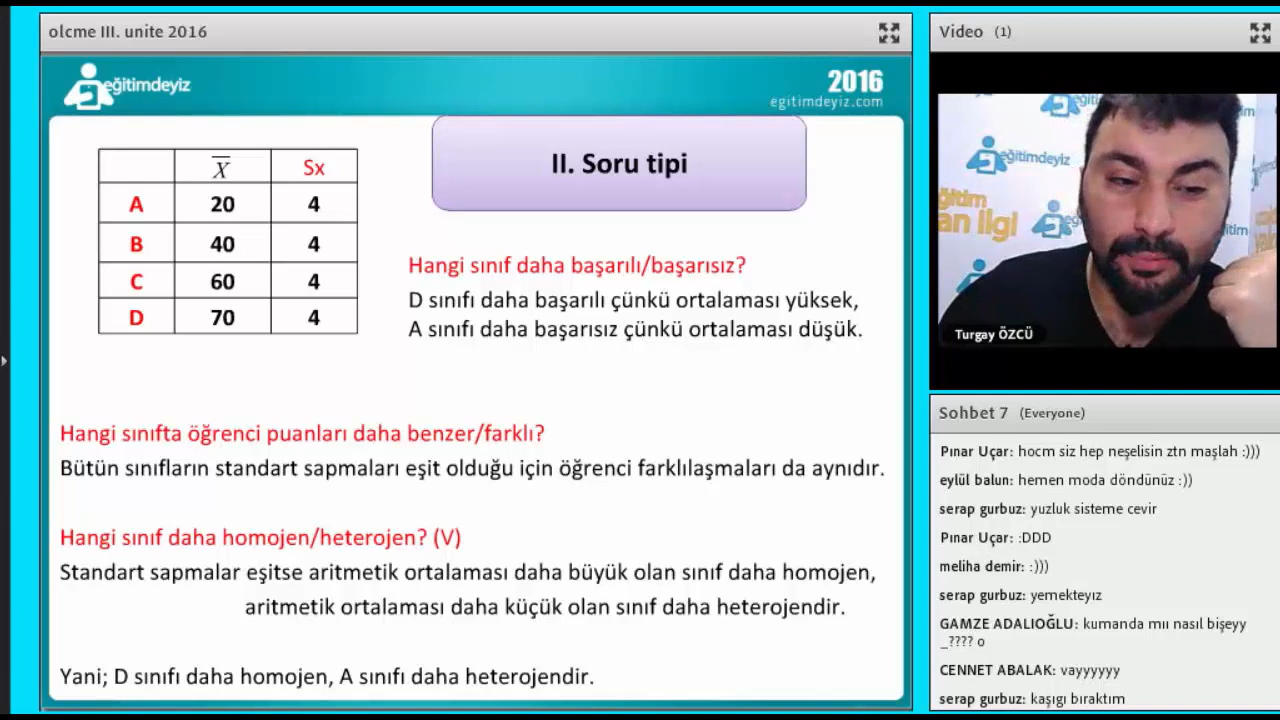 olcme III. unite 2016
eğitimdeyiz
2016
egitimdeyiz.com
II. Soru tipi
X Sx
A 20 4
B 40 4
C 60 4
D 70 4
Hangi sınıf daha başarılı/başarısız?
D sınıfı daha başarılı çünkü ortalaması yüksek,
A sınıfı daha başarısız çünkü ortalaması düşük.
Hangi sınıfta öğrenci puanları daha benzer/farklı?
Bütün sınıfların standart sapmaları eşit olduğu için öğrenci farklılaşmaları da aynıdır.
Hangi sınıf daha homojen/heterojen? (V)
Standart sapmalar eşitse aritmetik ortalaması daha büyük olan sınıf daha homojen,
aritmetik ortalaması daha küçük olan sınıf daha heterojendir.
Yani; D sınıfı daha homojen, A sınıfı daha heterojendir.
Video (1)
eğitimdeyiz
an ilgi
Turgay ÖZCÜ
Sohbet 7 (Everyone)
Pınar Uçar: hocm siz hep neşelisin ztn maşlah :)))
eylül balun: hemen moda döndünüz :))
serap gurbuz: yuzluk sisteme cevir
Pınar Uçar: :DDD
meliha demir: :)))
serap gurbuz: yemekteyız
GAMZE ADALIOĞLU: kumanda mıı nasıl bişeyy
_???? o
CENNET ABALAK: vayyyyyy
serap gurbuz: kaşıgı bıraktım